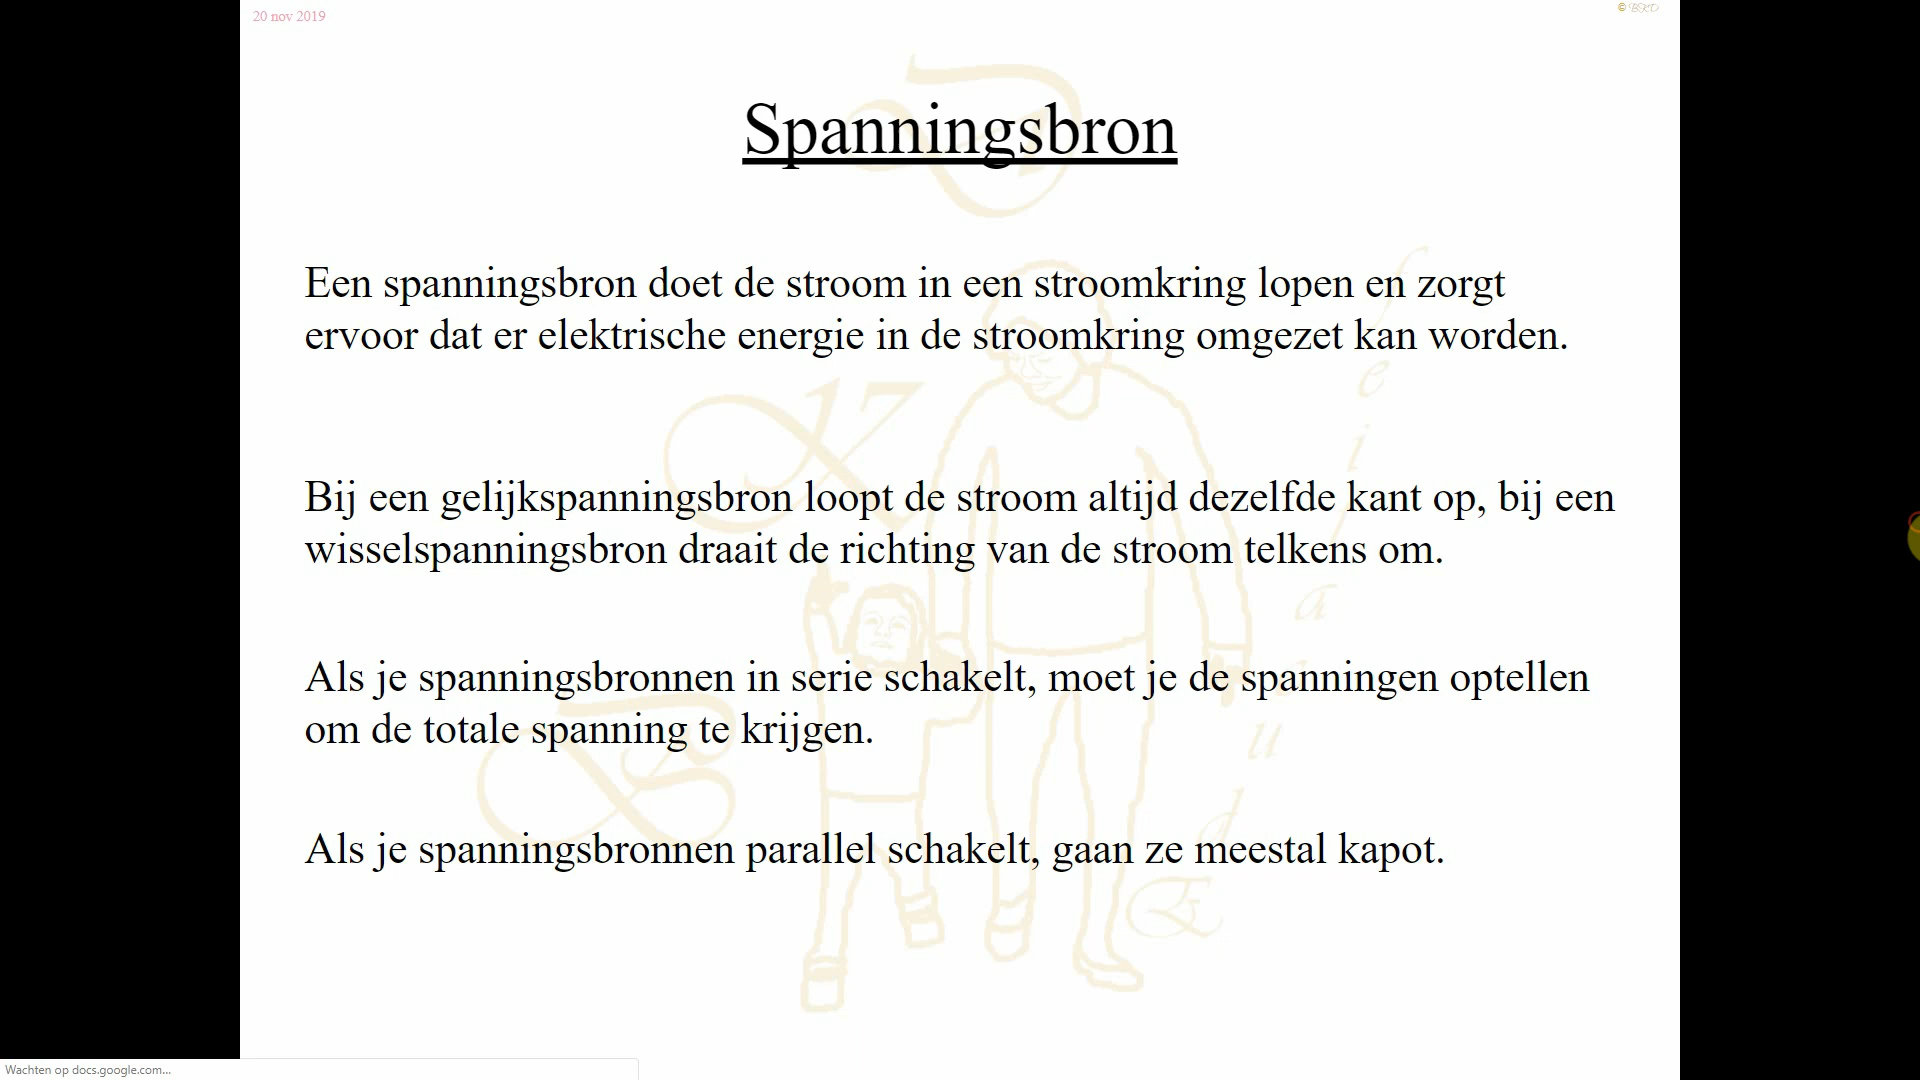 20 nov 2019
© BKD
Spanningsbron
Een spanningsbron doet de stroom in een stroomkring lopen en zorgt
ervoor dat er elektrische energie in de stroomkring omgezet kan worden.
Bij een gelijkspanningsbron loopt de stroom altijd dezelfde kant op, bij een
wisselspanningsbron draait de richting van de stroom telkens om.
Als je spanningsbronnen in serie schakelt, moet je de spanningen optellen
om de totale spanning te krijgen.
Als je spanningsbronnen parallel schakelt, gaan ze meestal kapot.
Wachten op docs.google.com...